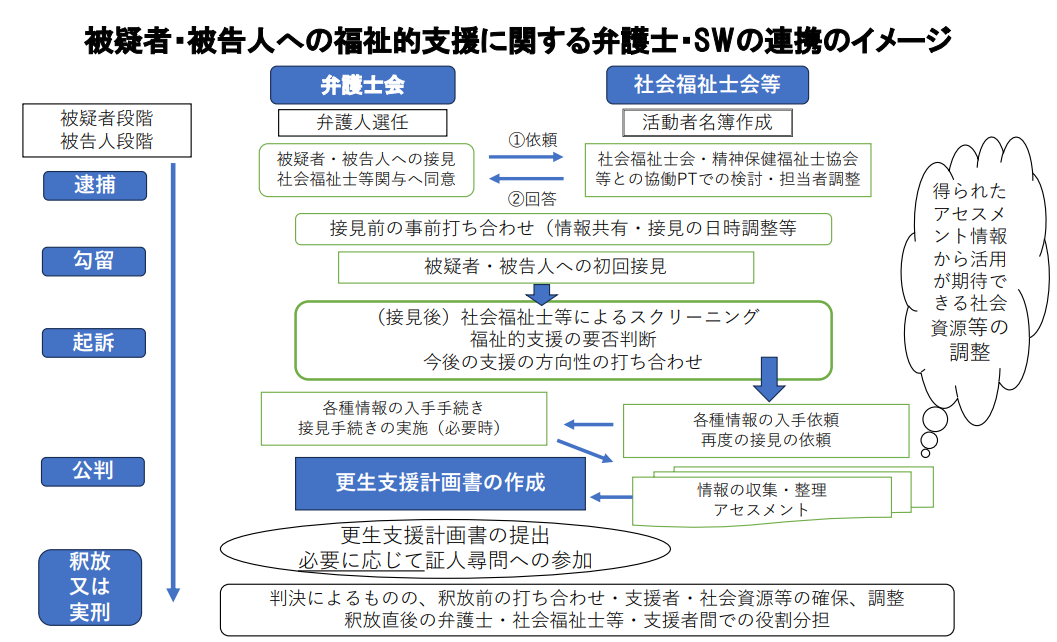 被疑者・被告人への福祉的支援に関する弁護士・SWの連携のイメージ
弁護士会
社会福祉士会等
被疑者段階
被告人段階
弁護人選任
活動者名簿作成
①依頼
被疑者・被告人への接見
社会福祉士等関与へ同意
社会福祉士会・精神保健福祉士協会
等との協働PTでの検討・担当者調整
②回答
逮捕
接見前の事前打ち合わせ（情報共有・接見の日時調整等
勾留
被疑者・被告人への初回接見
起訴
（接見後）社会福祉士等によるスクリーニング
福祉的支援の要否判断
今後の支援の方向性の打ち合わせ
得られた
アセスメ
ント情報
から活用
が期待で
きる社会
資源等の
調整
各種情報の入手手続き
接見手続きの実施（必要時）
各種情報の入手依頼
再度の接見の依頼
公判
更生支援計画書の作成
情報の収集・整理
アセスメント
更生支援計画書の提出
必要に応じて証人尋問への参加
釈放
又は
実刑
判決によるものの、釈放前の打ち合わせ・支援者・社会資源等の確保、調整
釈放直後の弁護士・社会福祉士等・支援者間での役割分担